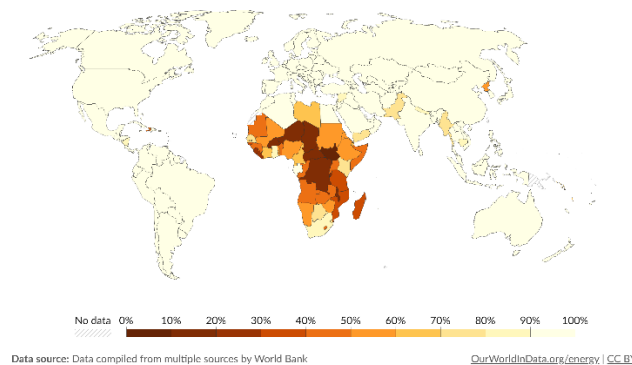 No data 0% 10% 20% 30% 40% 50% 60% 70% 80% 90% 100%
Data source: Data compiled from multiple sources by World Bank OurWorldInData.org/energy | CC BY